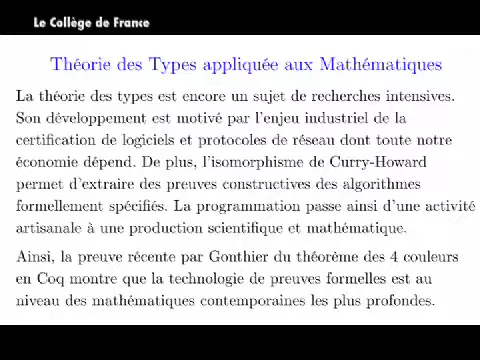 Le Collège de France
Théorie des Types appliquée aux Mathématiques
La théorie des types est encore un sujet de recherches intensives.
Son développement est motivé par l'enjeu industriel de la
certification de logiciels et protocoles de réseau dont toute notre
économie dépend. De plus, l'isomorphisme de Curry-Howard
permet d'extraire des preuves constructives des algorithmes
formellement spécifiés. La programmation passe ainsi d'une activité
artisanale à une production scientifique et mathématique.
Ainsi, la preuve récente par Gonthier du théorème des 4 couleurs
en Coq montre que la technologie de preuves formelles est au
niveau des mathématiques contemporaines les plus profondes.